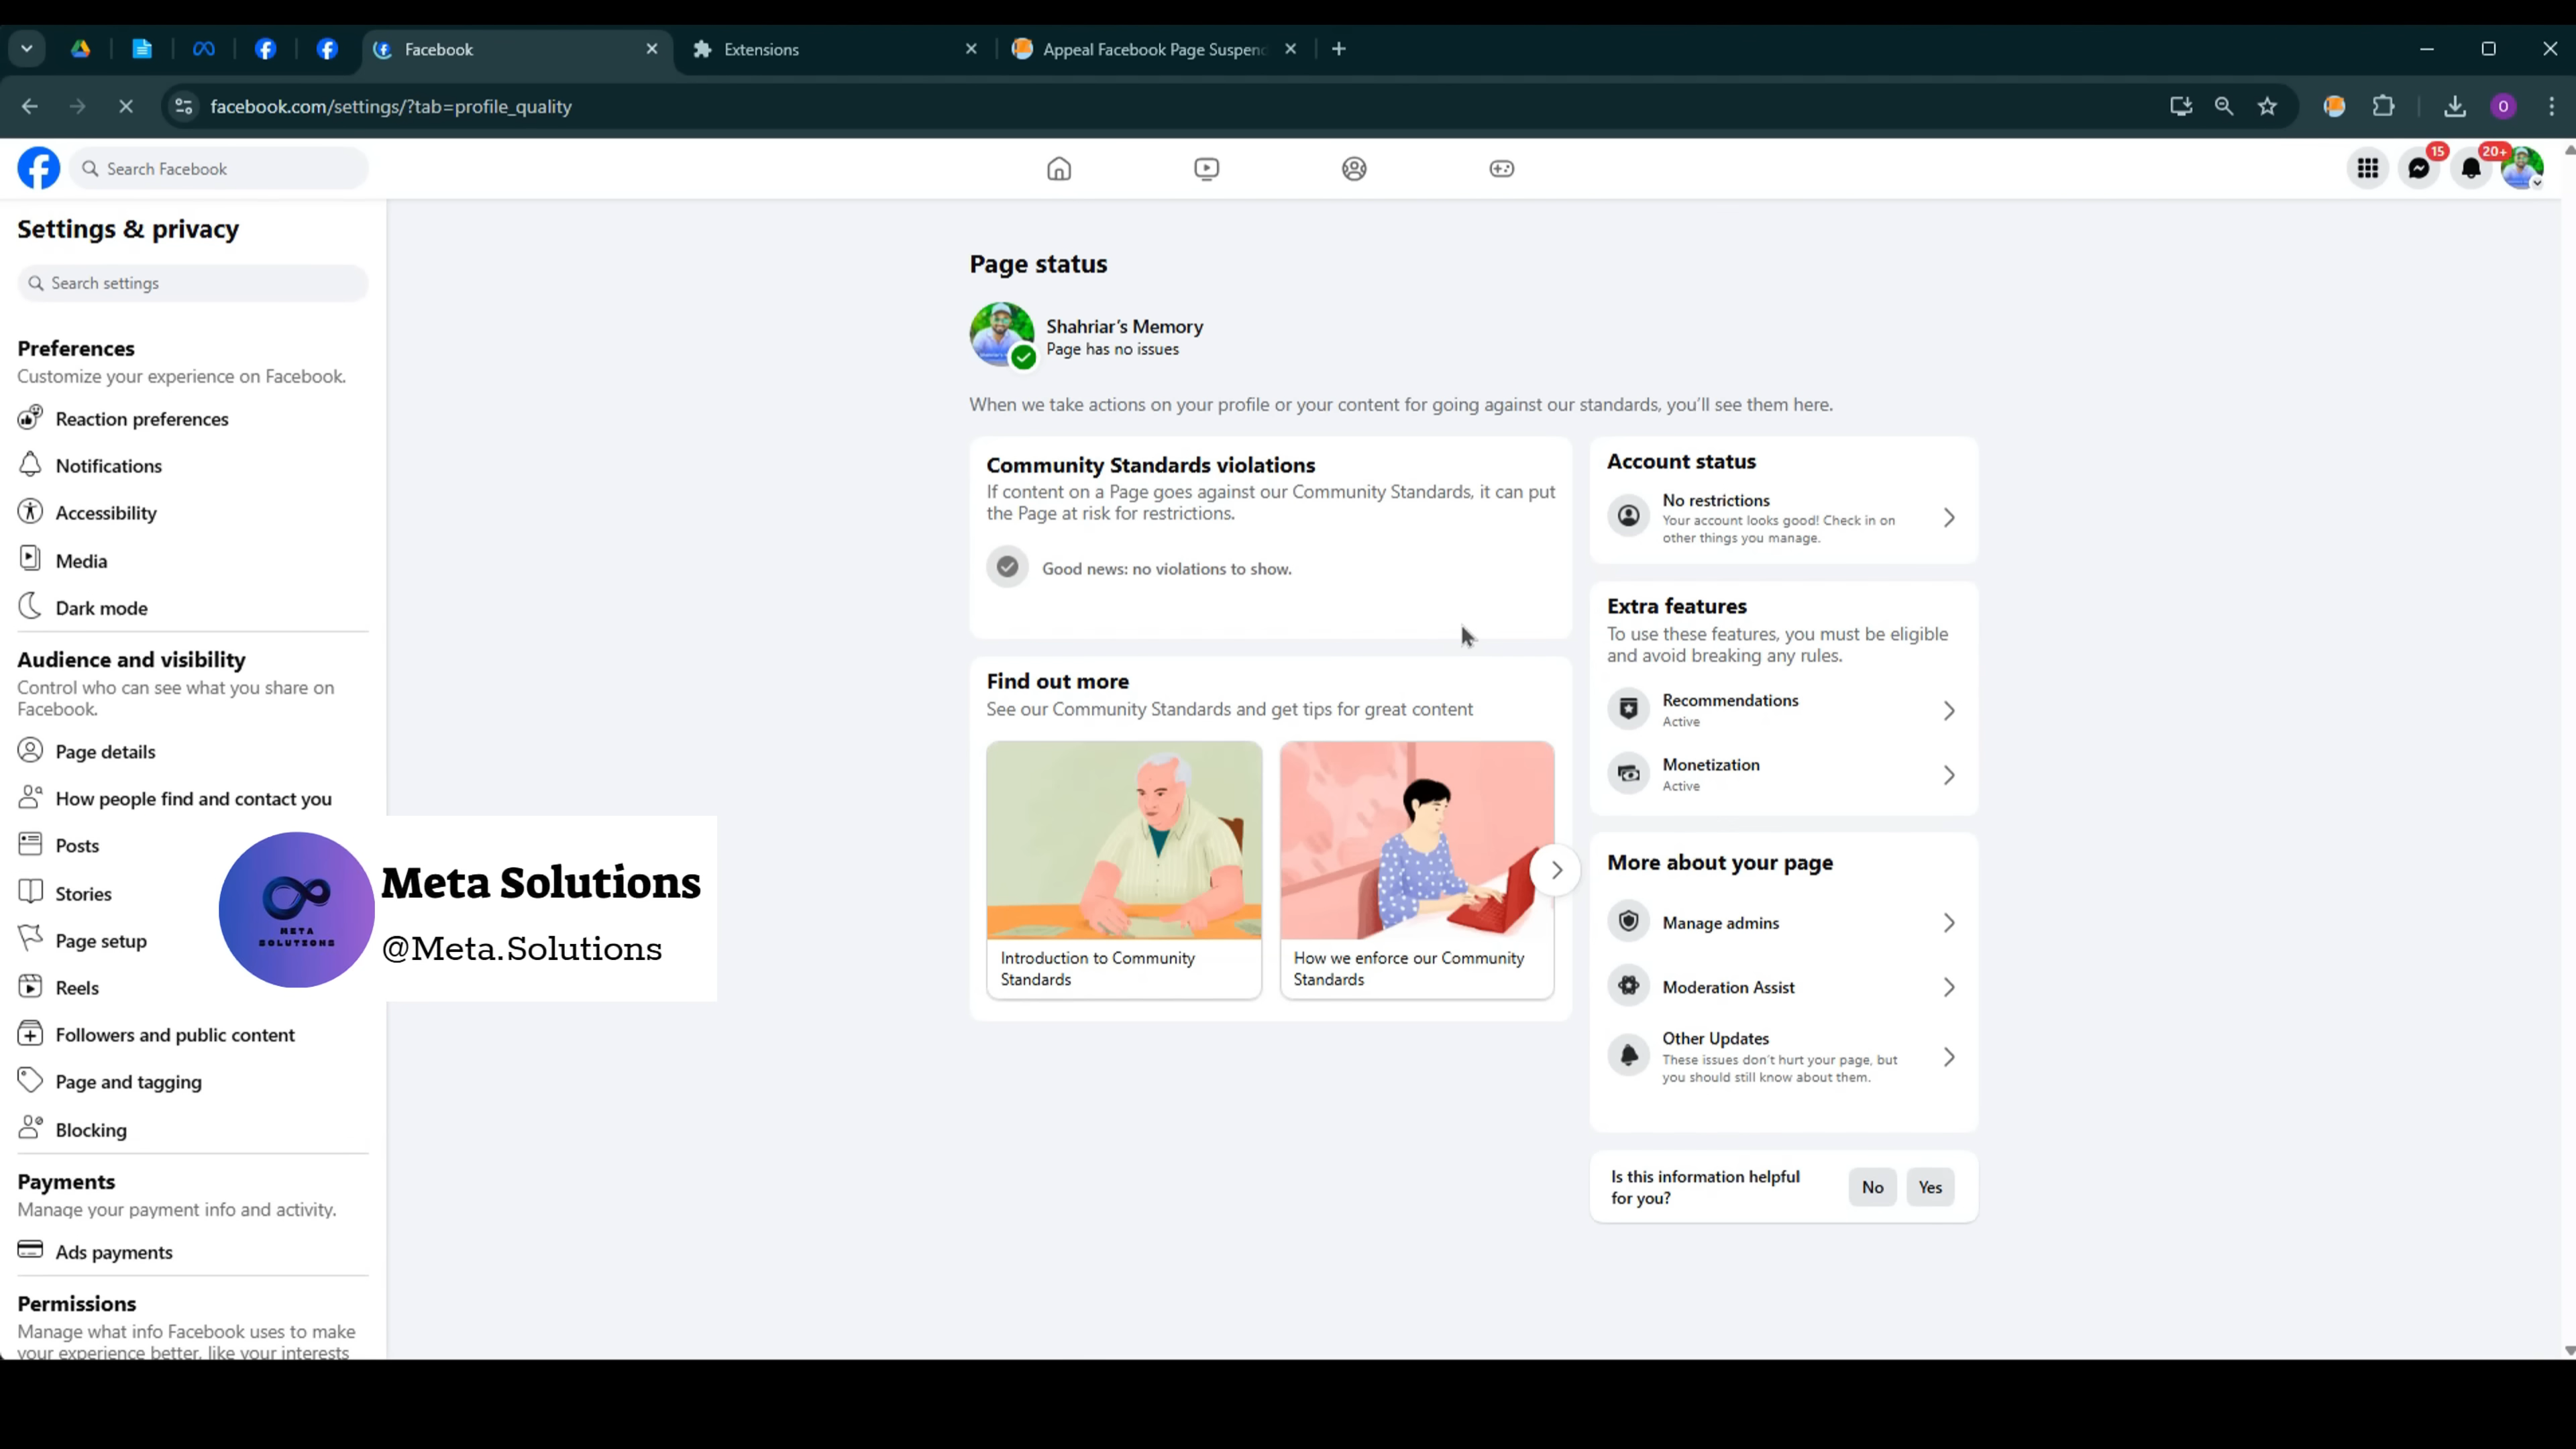 Facebook
Extensions
Appeal Facebook Page Suspen
facebook.com/settings/?tab=profile_quality
O
Search Facebook
15
20+
Settings & privacy
Search settings
Preferences
Customize your experience on Facebook.
Reaction preferences
Notifications
Accessibility
Media
Dark mode
Audience and visibility
Control who can see what you share on
Facebook.
Page details
How people find and contact you
Posts
Stories
Page setup
Reels
Followers and public content
Page and tagging
Blocking
Payments
Manage your payment info and activity.
Ads payments
Permissions
Manage what info Facebook uses to make
your experience better, like your interests
META
SOLUTIONS
Meta Solutions
@Meta.Solutions
Page status
Shahriar's Memory
Page has no issues
When we take actions on your profile or your content for going against our standards, you'll see them here.
Community Standards violations
If content on a Page goes against our Community Standards, it can put
the Page at risk for restrictions.
Good news: no violations to show.
Find out more
See our Community Standards and get tips for great content
Introduction to Community
Standards
How we enforce our Community
Standards
Account status
No restrictions
Your account looks good! Check in on
other things you manage.
Extra features
To use these features, you must be eligible
and avoid breaking any rules.
Recommendations
Active
Monetization
Active
More about your page
Manage admins
Moderation Assist
Other Updates
These issues don't hurt your page, but
you should still know about them.
Is this information helpful
for you?
No
Yes